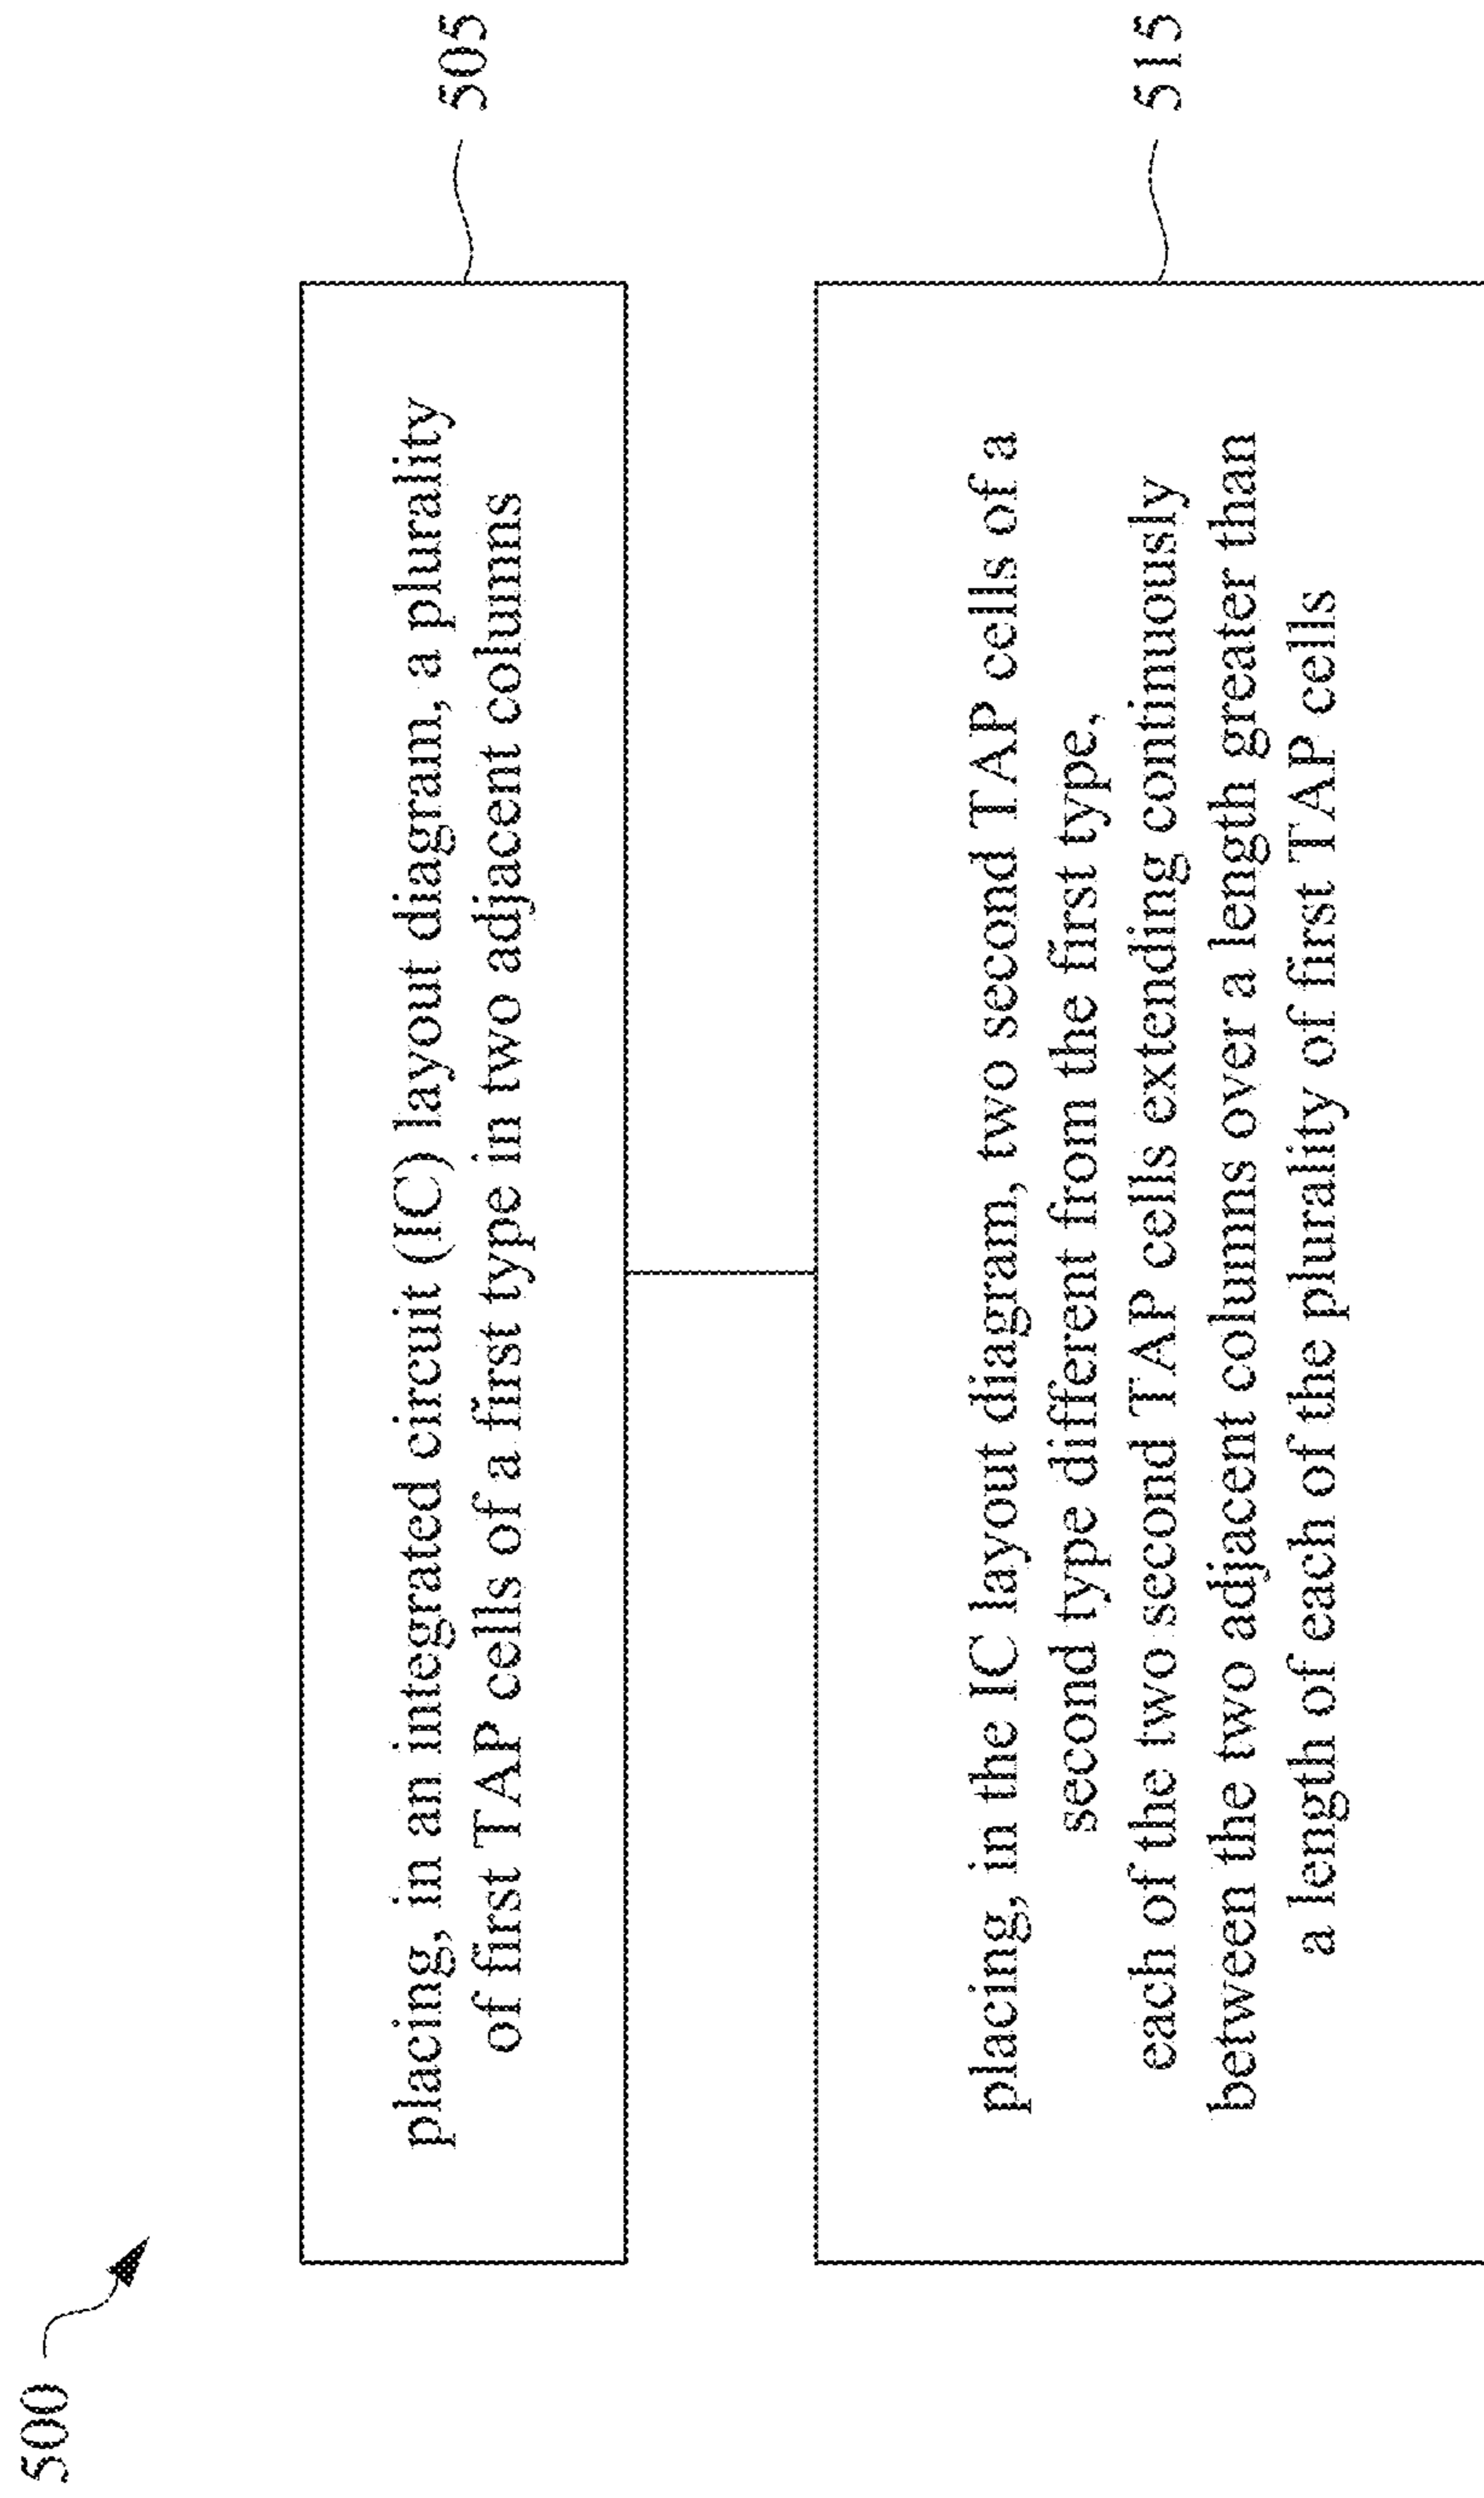 500
placing, in an integrated circuit (IC) layout diagram, a plurality
of first TAP cells of a first type in two adjacent columns
505
placing, in the IC layout diagram, two second TAP cells of a
second type different from the first type,
each of the two second TAP cells extending continuously
between the two adjacent columns over a length greater than
a length of each of the plurality of first TAP cells
515